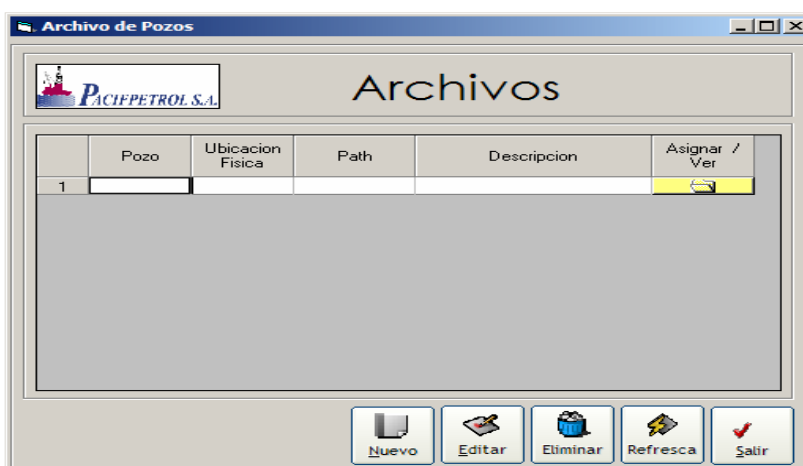 Archivo de Pozos
PACIFPETROL S.A.
Archivos
Pozo
Ubicacion
Fisica
Path
Descripcion
Asignar /
Ver
1
Nuevo
Editar
Eliminar
Refresca
Salir